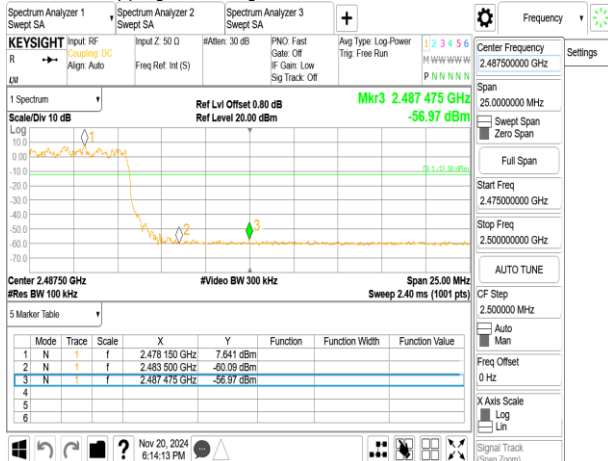 Spectrum Analyzer 1
Swept SA
Spectrum Analyzer 2
Swept SA
Spectrum Analyzer 3
Swept SA
+
Frequency
KEYSIGHT
R
LXI
Input: RF
Coupling: DC
Align: Auto
Input Z: 50 Ω
Freq Ref: Int (S)
#Atten: 30 dB
PNO: Fast
Gate: Off
IF Gain: Low
Sig Track: Off
Avg Type: Log-Power
Trig: Free Run
1 2 3 4 5 6
M W W W W W
P N N N N N
Center Frequency
2.487500000 GHz
Settings
Span
25.0000000 MHz
Swept Span
Zero Span
Full Span
Start Freq
2.475000000 GHz
Stop Freq
2.500000000 GHz
AUTO TUNE
CF Step
2.500000 MHz
Auto
Man
Freq Offset
0 Hz
X Axis Scale
Log
Lin
Signal Track
(Span Zoom)
1 Spectrum
Scale/Div 10 dB
Ref Lvl Offset 0.80 dB
Ref Level 20.00 dBm
Mkr3 2.487 475 GHz
-56.97 dBm
Log
10.0
0.00
-10.0
-20.0
-30.0
-40.0
-50.0
-60.0
-70.0
1
2
3
DL1 -12.36 dBm
Center 2.48750 GHz
#Res BW 100 kHz
#Video BW 300 kHz
Span 25.00 MHz
Sweep 2.40 ms (1001 pts)
5 Marker Table
Mode Trace Scale X Y Function Function Width Function Value
1 N 1 f 2.478 150 GHz 7.641 dBm
2 N 1 f 2.483 500 GHz -60.09 dBm
3 N 1 f 2.487 475 GHz -56.97 dBm
4
5
6
?
Nov 20, 2024
6:14:13 PM